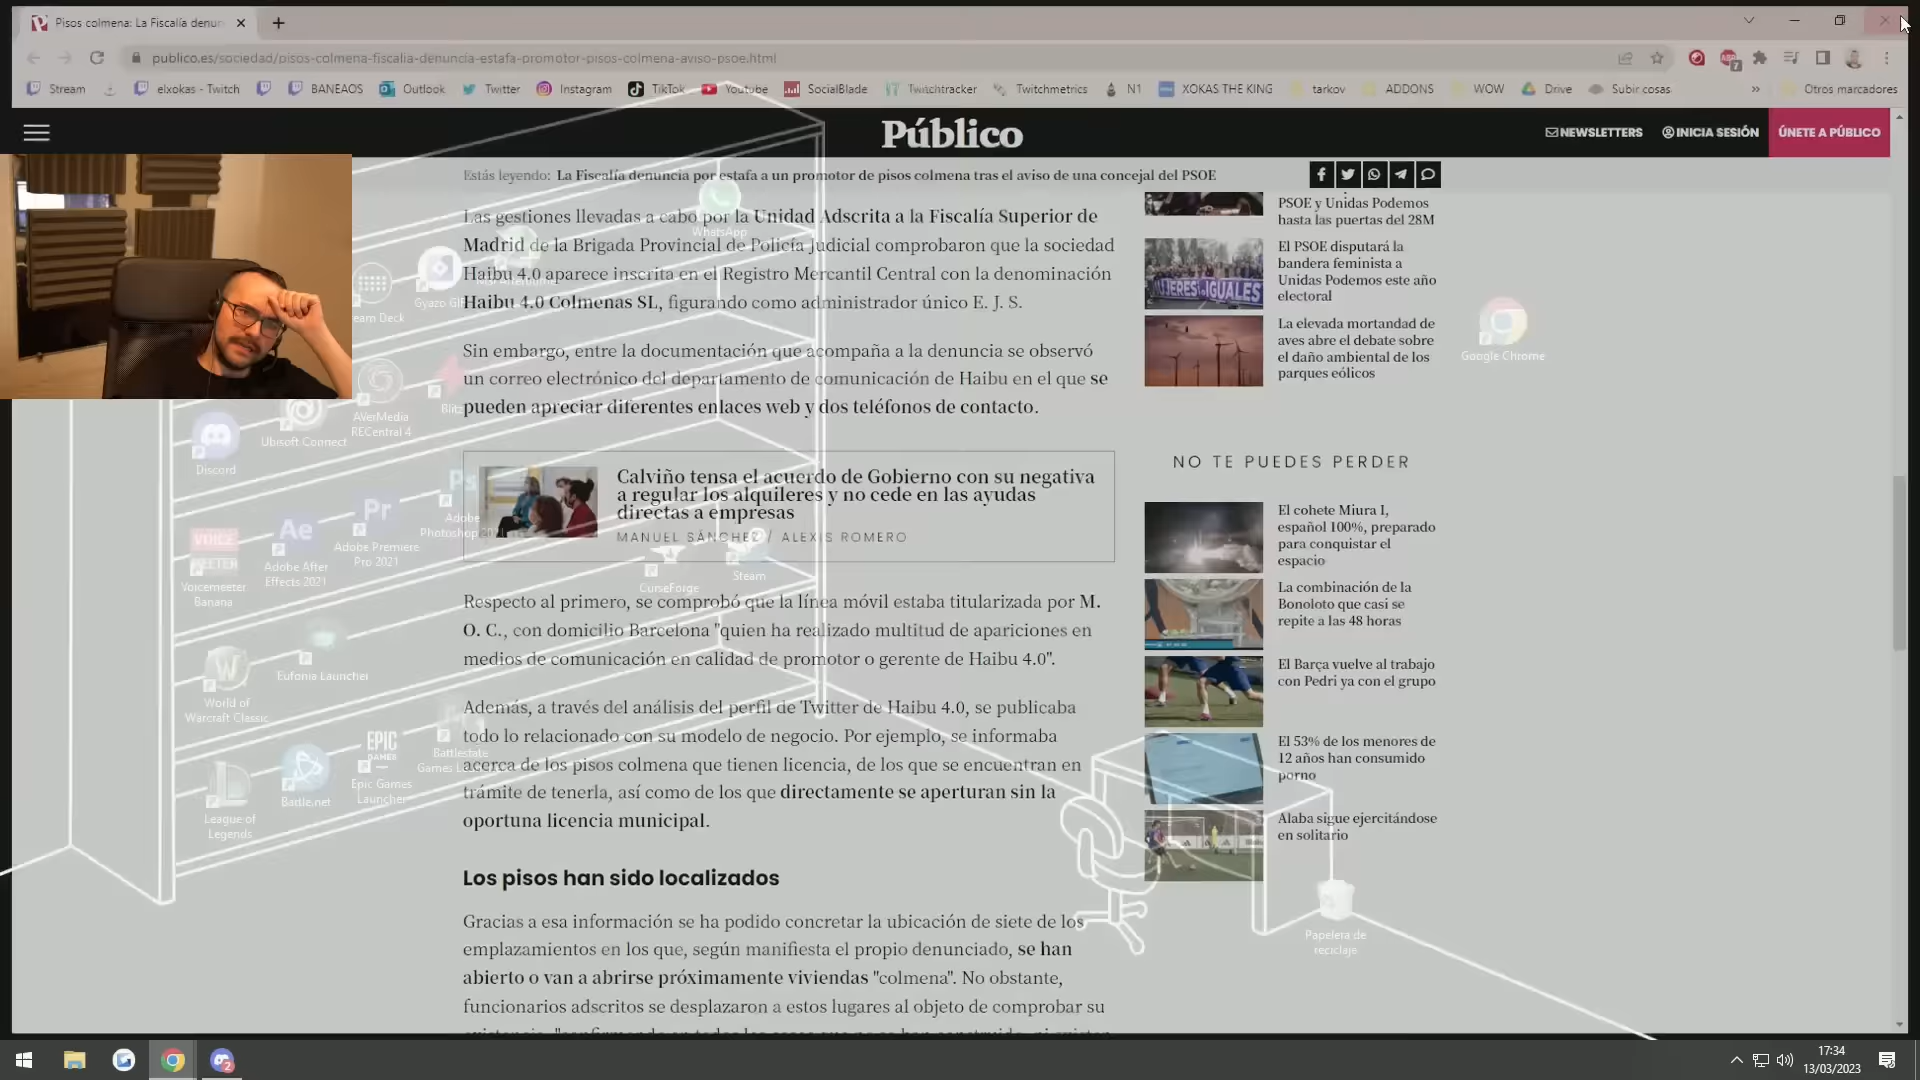 Pisos colmena: La Fiscalía denun
publico.es/sociedad/pisos-colmena-fiscalia-denuncia-estafa-promotor-pisos-colmena-aviso-psoe.html
Stream
elxokas - Twitch
BANEAOS
Outlook
Twitter
Instagram
TikTok
Youtube
SocialBlade
Twitchtracker
Twitchmetrics
N1
XOKAS THE KING
tarkov
ADDONS
WOW
Drive
Subir cosas
»
Otros marcadores
Público
NEWSLETTERS
INICIA SESIÓN
ÚNETE A PÚBLICO
Estás leyendo: La Fiscalía denuncia por estafa a un promotor de pisos colmena tras el aviso de una concejal del PSOE
Las gestiones llevadas a cabo por la Unidad Adscrita a la Fiscalía Superior de
Madrid de la Brigada Provincial de Policía Judicial comprobaron que la sociedad
Haibu 4.0 aparece inscrita en el Registro Mercantil Central con la denominación
Haibu 4.0 Colmenas SL, figurando como administrador único E. J. S.
Sin embargo, entre la documentación que acompaña a la denuncia se observó
un correo electrónico del departamento de comunicación de Haibu en el que se
pueden apreciar diferentes enlaces web y dos teléfonos de contacto.
Calviño tensa el acuerdo de Gobierno con su negativa
a regular los alquileres y no cede en las ayudas
directas a empresas
MANUEL SÁNCHEZ / ALEXIS ROMERO
Respecto al primero, se comprobó que la línea móvil estaba titularizada por M.
O. C., con domicilio Barcelona "quien ha realizado multitud de apariciones en
medios de comunicación en calidad de promotor o gerente de Haibu 4.0".
Además, a través del análisis del perfil de Twitter de Haibu 4.0, se publicaba
todo lo relacionado con su modelo de negocio. Por ejemplo, se informaba
acerca de los pisos colmena que tienen licencia, de los que se encuentran en
trámite de tenerla, así como de los que directamente se aperturan sin la
oportuna licencia municipal.
Los pisos han sido localizados
Gracias a esa información se ha podido concretar la ubicación de siete de los
emplazamientos en los que, según manifiesta el propio denunciado, se han
abierto o van a abrirse próximamente viviendas "colmena". No obstante,
funcionarios adscritos se desplazaron a estos lugares al objeto de comprobar su
PSOE y Unidas Podemos
hasta las puertas del 28M
El PSOE disputará la
bandera feminista a
Unidas Podemos este año
electoral
UJERES IGUALES
La elevada mortandad de
aves abre el debate sobre
el daño ambiental de los
parques eólicos
NO TE PUEDES PERDER
El cohete Miura I,
español 100%, preparado
para conquistar el
espacio
La combinación de la
Bonoloto que casi se
repite a las 48 horas
El Barça vuelve al trabajo
con Pedri ya con el grupo
El 53% de los menores de
12 años han consumido
porno
Alaba sigue ejercitándose
en solitario
WhatsApp
Gyazo GIF
eam Deck
AVerMedia
RECentral 4
Blitz
Ubisoft Connect
Discord
Ps
Adobe
Photoshop 2021
Pr
Adobe Premiere
Pro 2021
Ae
Adobe After
Effects 2021
VOICE
MEETER
Voicemeeter
Banana
CurseForge
Steam
Eufonia Launcher
World of
Warcraft Classic
Battlestate
Games L
EPIC
GAMES
Epic Games
Launcher
Battle.net
League of
Legends
Google Chrome
Papelera de
reciclaje
2
17:34
13/03/2023